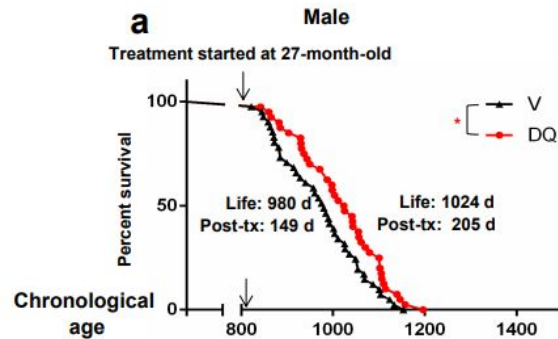 a
Male
Treatment started at 27-month-old
V
*
DQ
Percent survival
100
50
0
Life: 980 d
Post-tx: 149 d
Life: 1024 d
Post-tx: 205 d
Chronological
age
800
1000
1200
1400